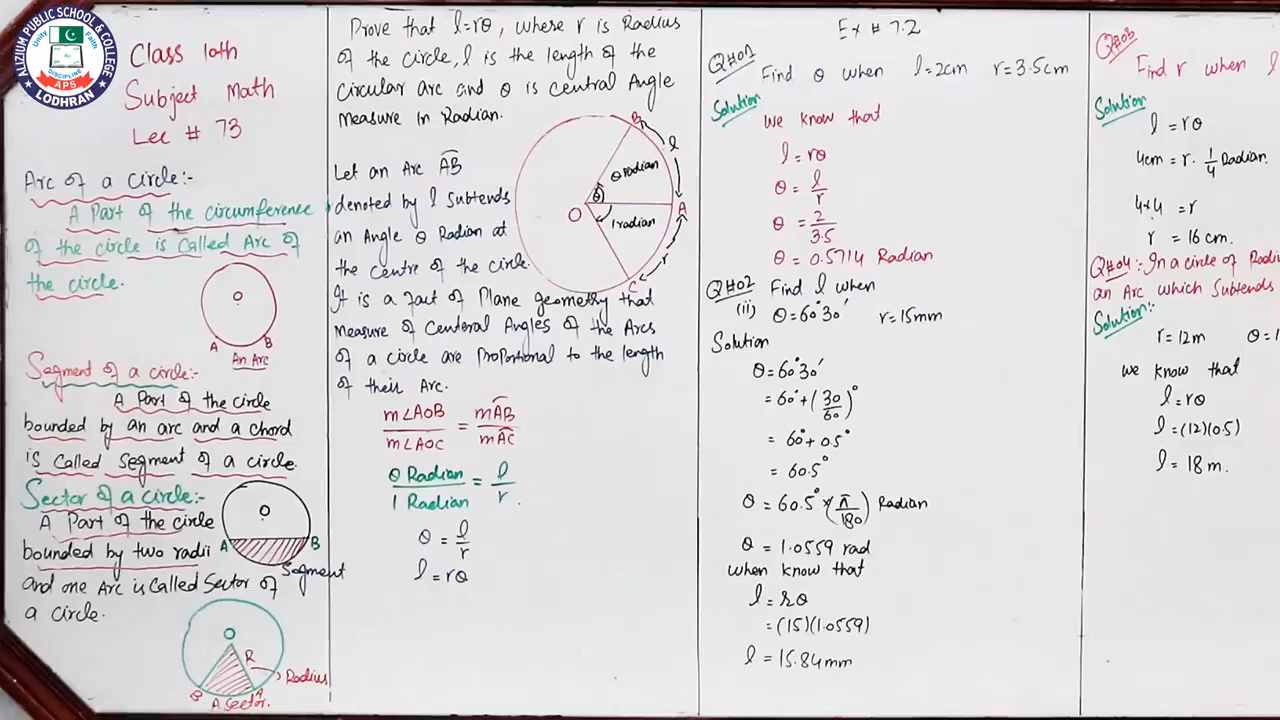 ALIZIUM PUBLIC SCHOOL & COLLEGE
Unity
Faith
DISCIPLINE
APS
LODHRAN
Class 10th
Subject Math
Lec # 73
Arc of a circle:-
A Part of the circumference
of the circle is called Arc of
the circle.
O
A
B
An Arc
Segment of a circle:-
A Part of the circle
bounded by an arc and a chord
is called segment of a circle.
Sector of a circle:-
A Part of the circle
bounded by two radii
and one Arc is called Sector of
a circle.
O
A
B
Segment
O
R
Radius
B
A
A Sector.
Prove that l=rθ, where r is Radius
of the circle, l is the length of the
circular arc and θ is central Angle
measure in Radian.
Let an Arc AB
denoted by l subtends
an Angle θ Radian at
the centre of the circle.
B
l
θ Radian
θ
O
A
1 radian
r
C
It is a fact of Plane geometry that
measure of Centeral Angles of the Arcs
of a circle are proportional to the length
of their Arc.
m∠AOB / m∠AOC = mAB / mAC
θ Radian / 1 Radian = l / r .
θ = l / r
l = rθ
Ex # 7.2
Q#01
Find θ when l=2cm r=3.5cm
Solution
we know that
l = rθ
θ = l / r
θ = 2 / 3.5
θ = 0.5714 Radian
Q#02 Find l when
(ii) θ=60°30′ r=15mm
Solution
θ=60°30′
= 60°+(30/60)°
= 60°+0.5°
= 60.5°
θ = 60.5° × (π/180) Radian
θ = 1.0559 rad
when know that
l = rθ
= (15)(1.0559)
l = 15.84mm
Q#03
Find r when l
Solution
l = rθ
4cm = r · 1/4 Radian.
4×4 = r
r = 16cm.
Q#04:- In a circle of Radi
an Arc which Subtends
Solution:-
r=12m θ=1
we know that
l=rθ
l=(12)(0.5)
l = 18m.